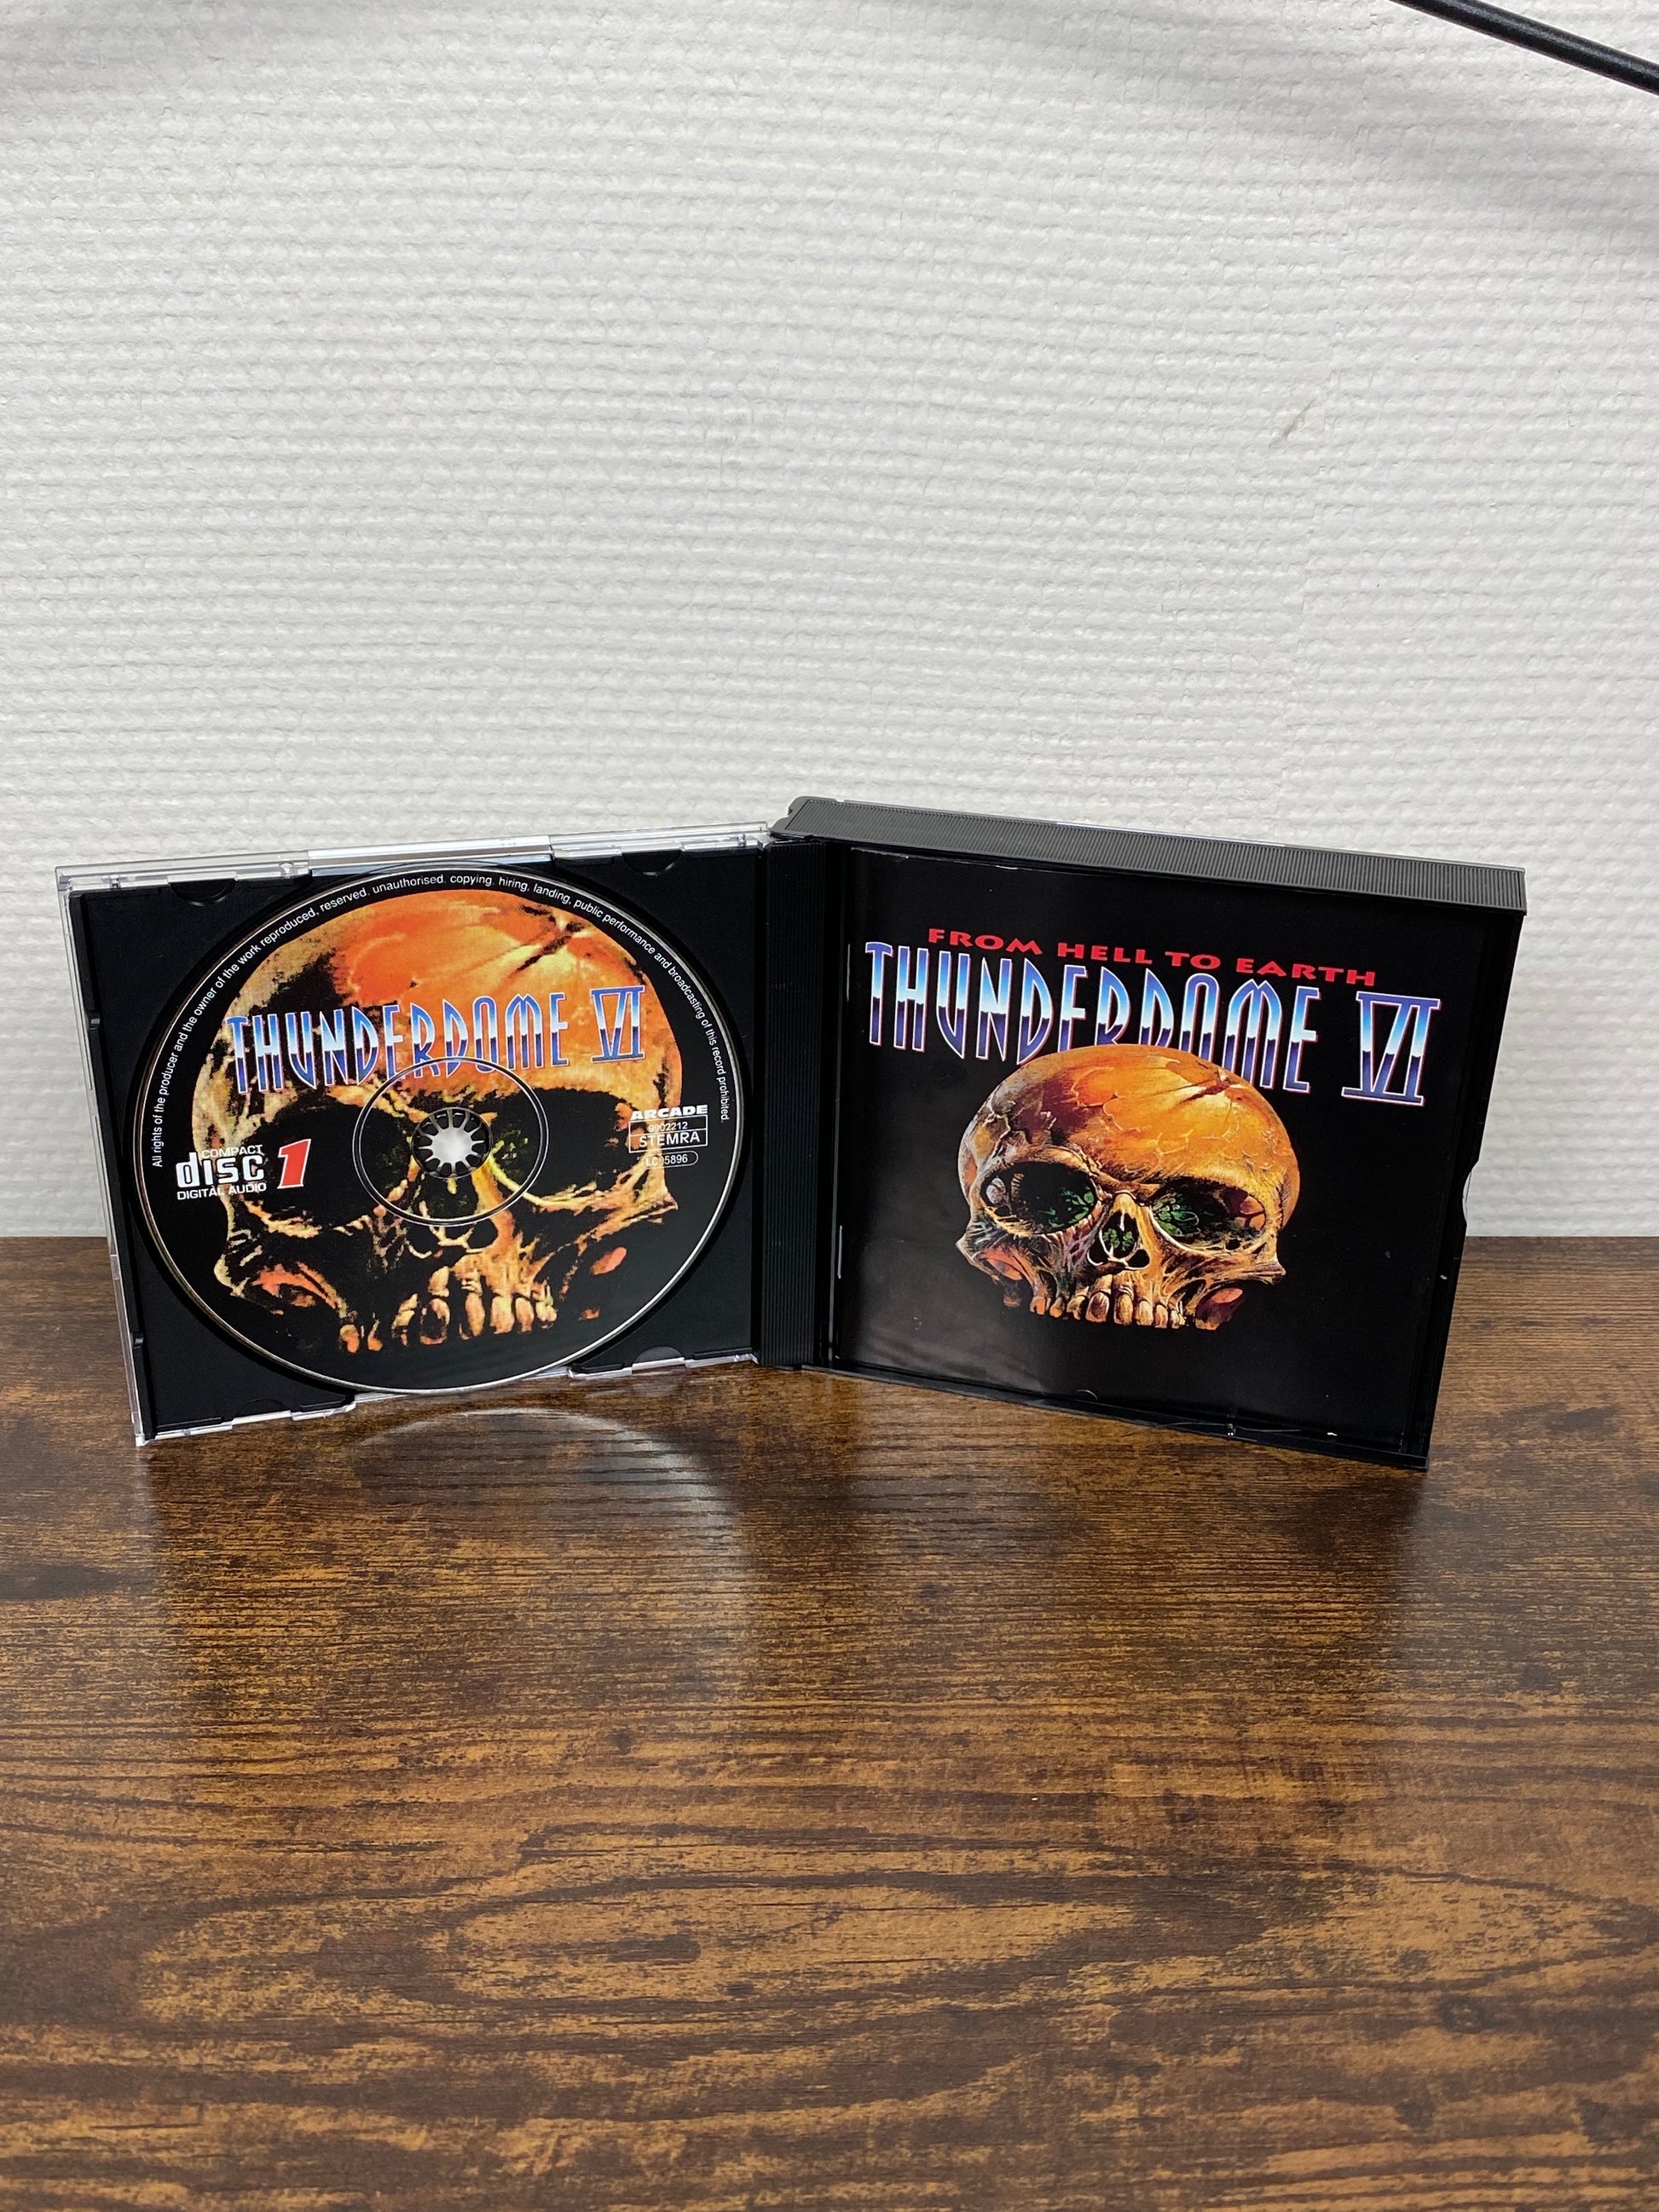 All rights of the producer and the owner of the work reproduced, reserved. unauthorised. copying. hiring, landing, public performance and broadcasting of this record prohibited.
THUNDERDOME VI
COMPACT
disc 1
DIGITAL AUDIO
ARCADE
9902212
STEMRA
LC 5896
FROM HELL TO EARTH
THUNDERDOME VI